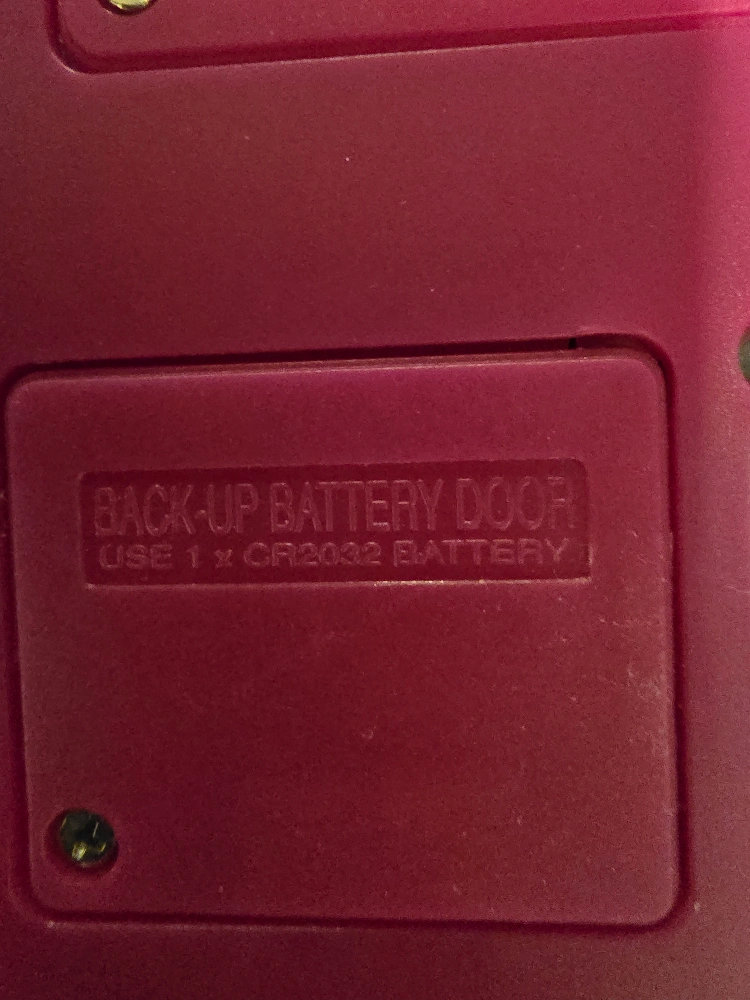 BACK-UP BATTERY DOOR
USE 1 x CR2032 BATTERY